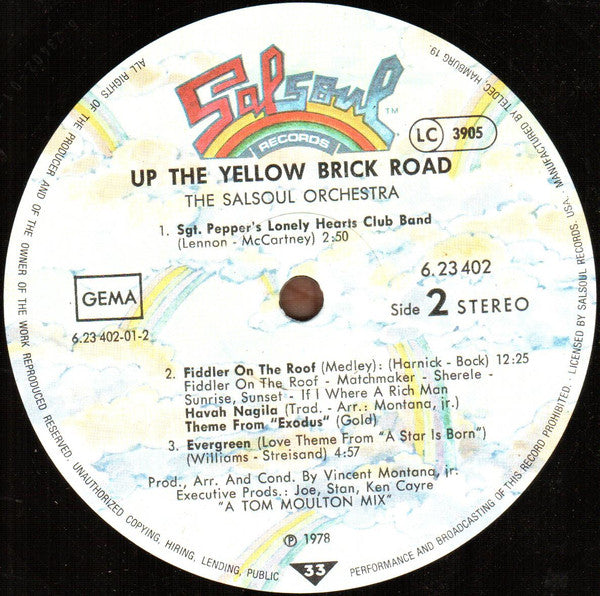 Salsoul TM
RECORDS
LC 3905
UP THE YELLOW BRICK ROAD
THE SALSOUL ORCHESTRA
1. Sgt. Pepper's Lonely Hearts Club Band
(Lennon - McCartney) 2:50
GEMA
6.23 402-01-2
6.23 402
Side 2 STEREO
2. Fiddler On The Roof (Medley): (Harnick - Bock) 12:25
Fiddler On The Roof - Matchmaker - Sherele -
Sunrise, Sunset - If I Where A Rich Man
Havah Nagila (Trad. - Arr.: Montana, jr.)
Theme From "Exodus" (Gold)
3. Evergreen (Love Theme From "A Star Is Born")
(Williams - Streisand) 4:57
Prod., Arr. And Cond. By Vincent Montana, jr.
Executive Prods.: Joe, Stan, Ken Cayre
"A TOM MOULTON MIX"
℗ 1978
33
ALL RIGHTS OF THE PRODUCER AND OF THE OWNER OF THE WORK REPRODUCED RESERVED. UNAUTHORIZED COPYING, HIRING, LENDING, PUBLIC PERFORMANCE AND BROADCASTING OF THIS RECORD PROHIBITED. LICENSED BY SALSOUL RECORDS, USA. MANUFACTURED BY TELDEC, HAMBURG 19.